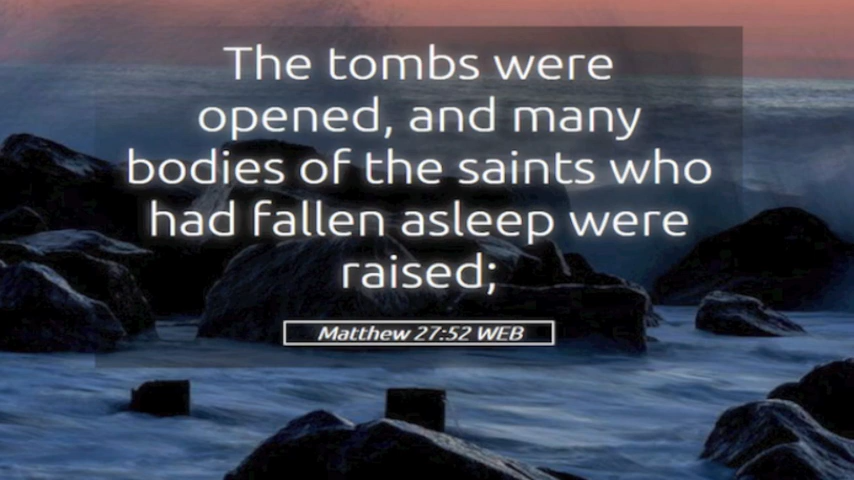 The tombs were
opened, and many
bodies of the saints who
had fallen asleep were
raised;
Matthew 27:52 WEB